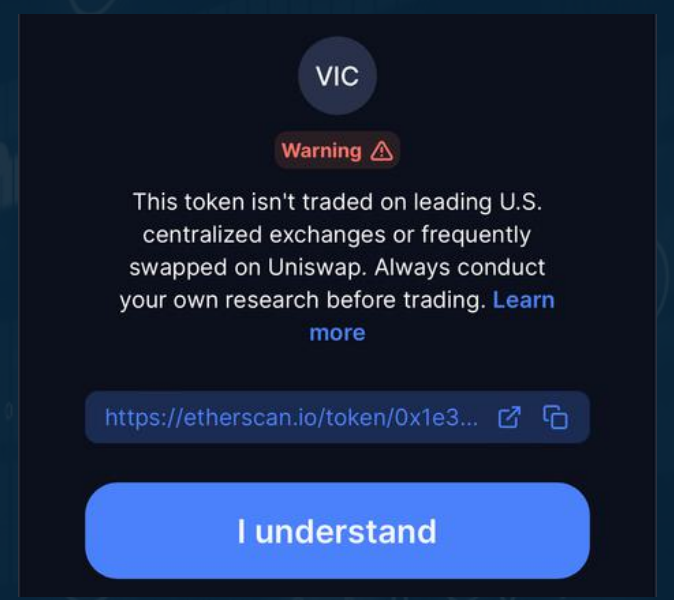 VIC
Warning
This token isn't traded on leading U.S.
centralized exchanges or frequently
swapped on Uniswap. Always conduct
your own research before trading. Learn
more
https://etherscan.io/token/0x1e3...
I understand